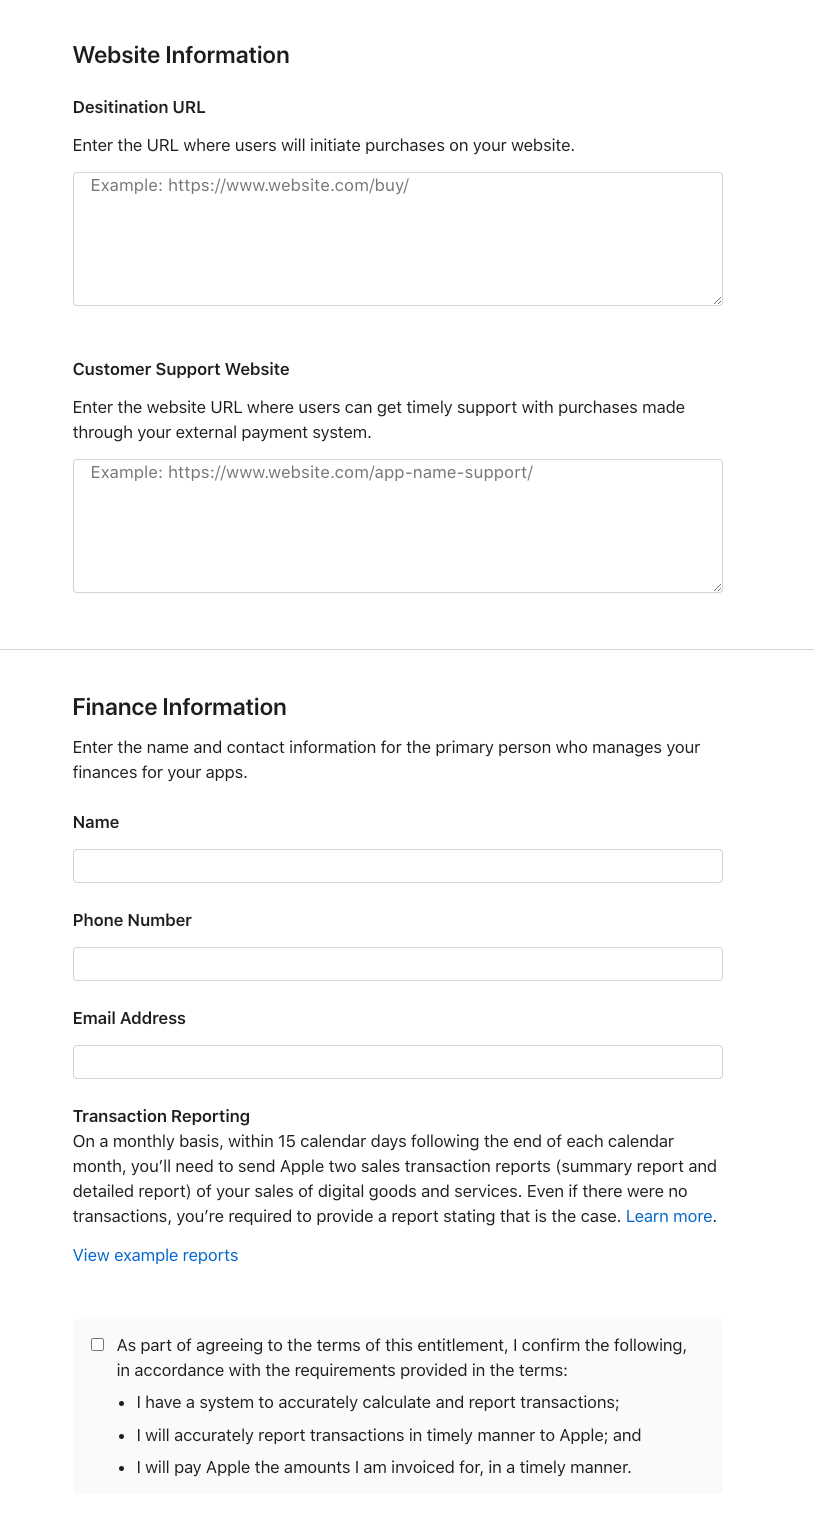 Website Information
Desitination URL
Enter the URL where users will initiate purchases on your website.
Example: https://www.website.com/buy/
Customer Support Website
Enter the website URL where users can get timely support with purchases made
through your external payment system.
Example: https://www.website.com/app-name-support/
Finance Information
Enter the name and contact information for the primary person who manages your
finances for your apps.
Name
Phone Number
Email Address
Transaction Reporting
On a monthly basis, within 15 calendar days following the end of each calendar
month, you’ll need to send Apple two sales transaction reports (summary report and
detailed report) of your sales of digital goods and services. Even if there were no
transactions, you’re required to provide a report stating that is the case. Learn more.
View example reports
As part of agreeing to the terms of this entitlement, I confirm the following,
in accordance with the requirements provided in the terms:
• I have a system to accurately calculate and report transactions;
• I will accurately report transactions in timely manner to Apple; and
• I will pay Apple the amounts I am invoiced for, in a timely manner.